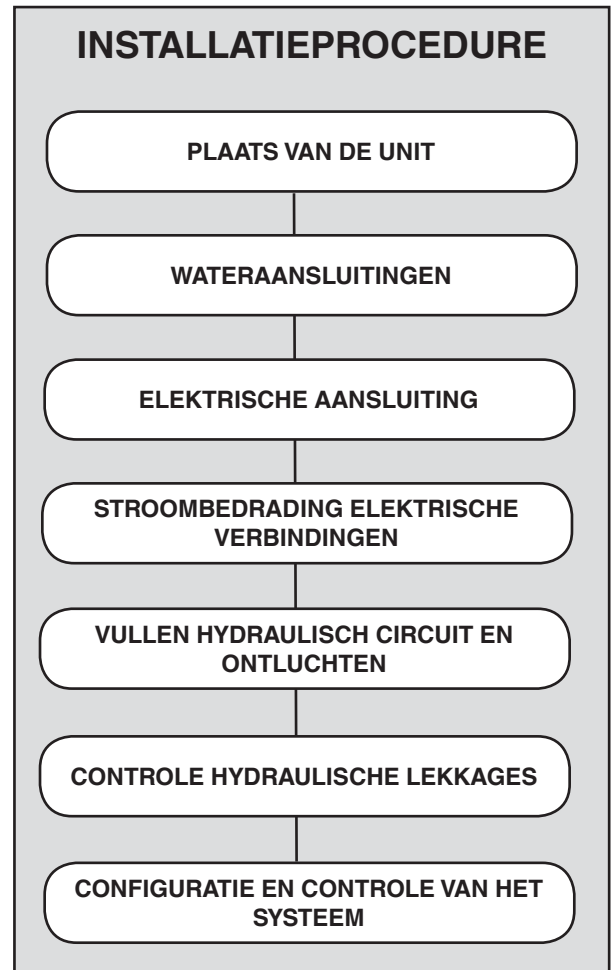 INSTALLATIEPROCEDURE
PLAATS VAN DE UNIT
WATERAANSLUITINGEN
ELEKTRISCHE AANSLUITING
STROOMBEDRADING ELEKTRISCHE
VERBINDINGEN
VULLEN HYDRAULISCH CIRCUIT EN
ONTLUCHTEN
CONTROLE HYDRAULISCHE LEKKAGES
CONFIGURATIE EN CONTROLE VAN HET
SYSTEEM